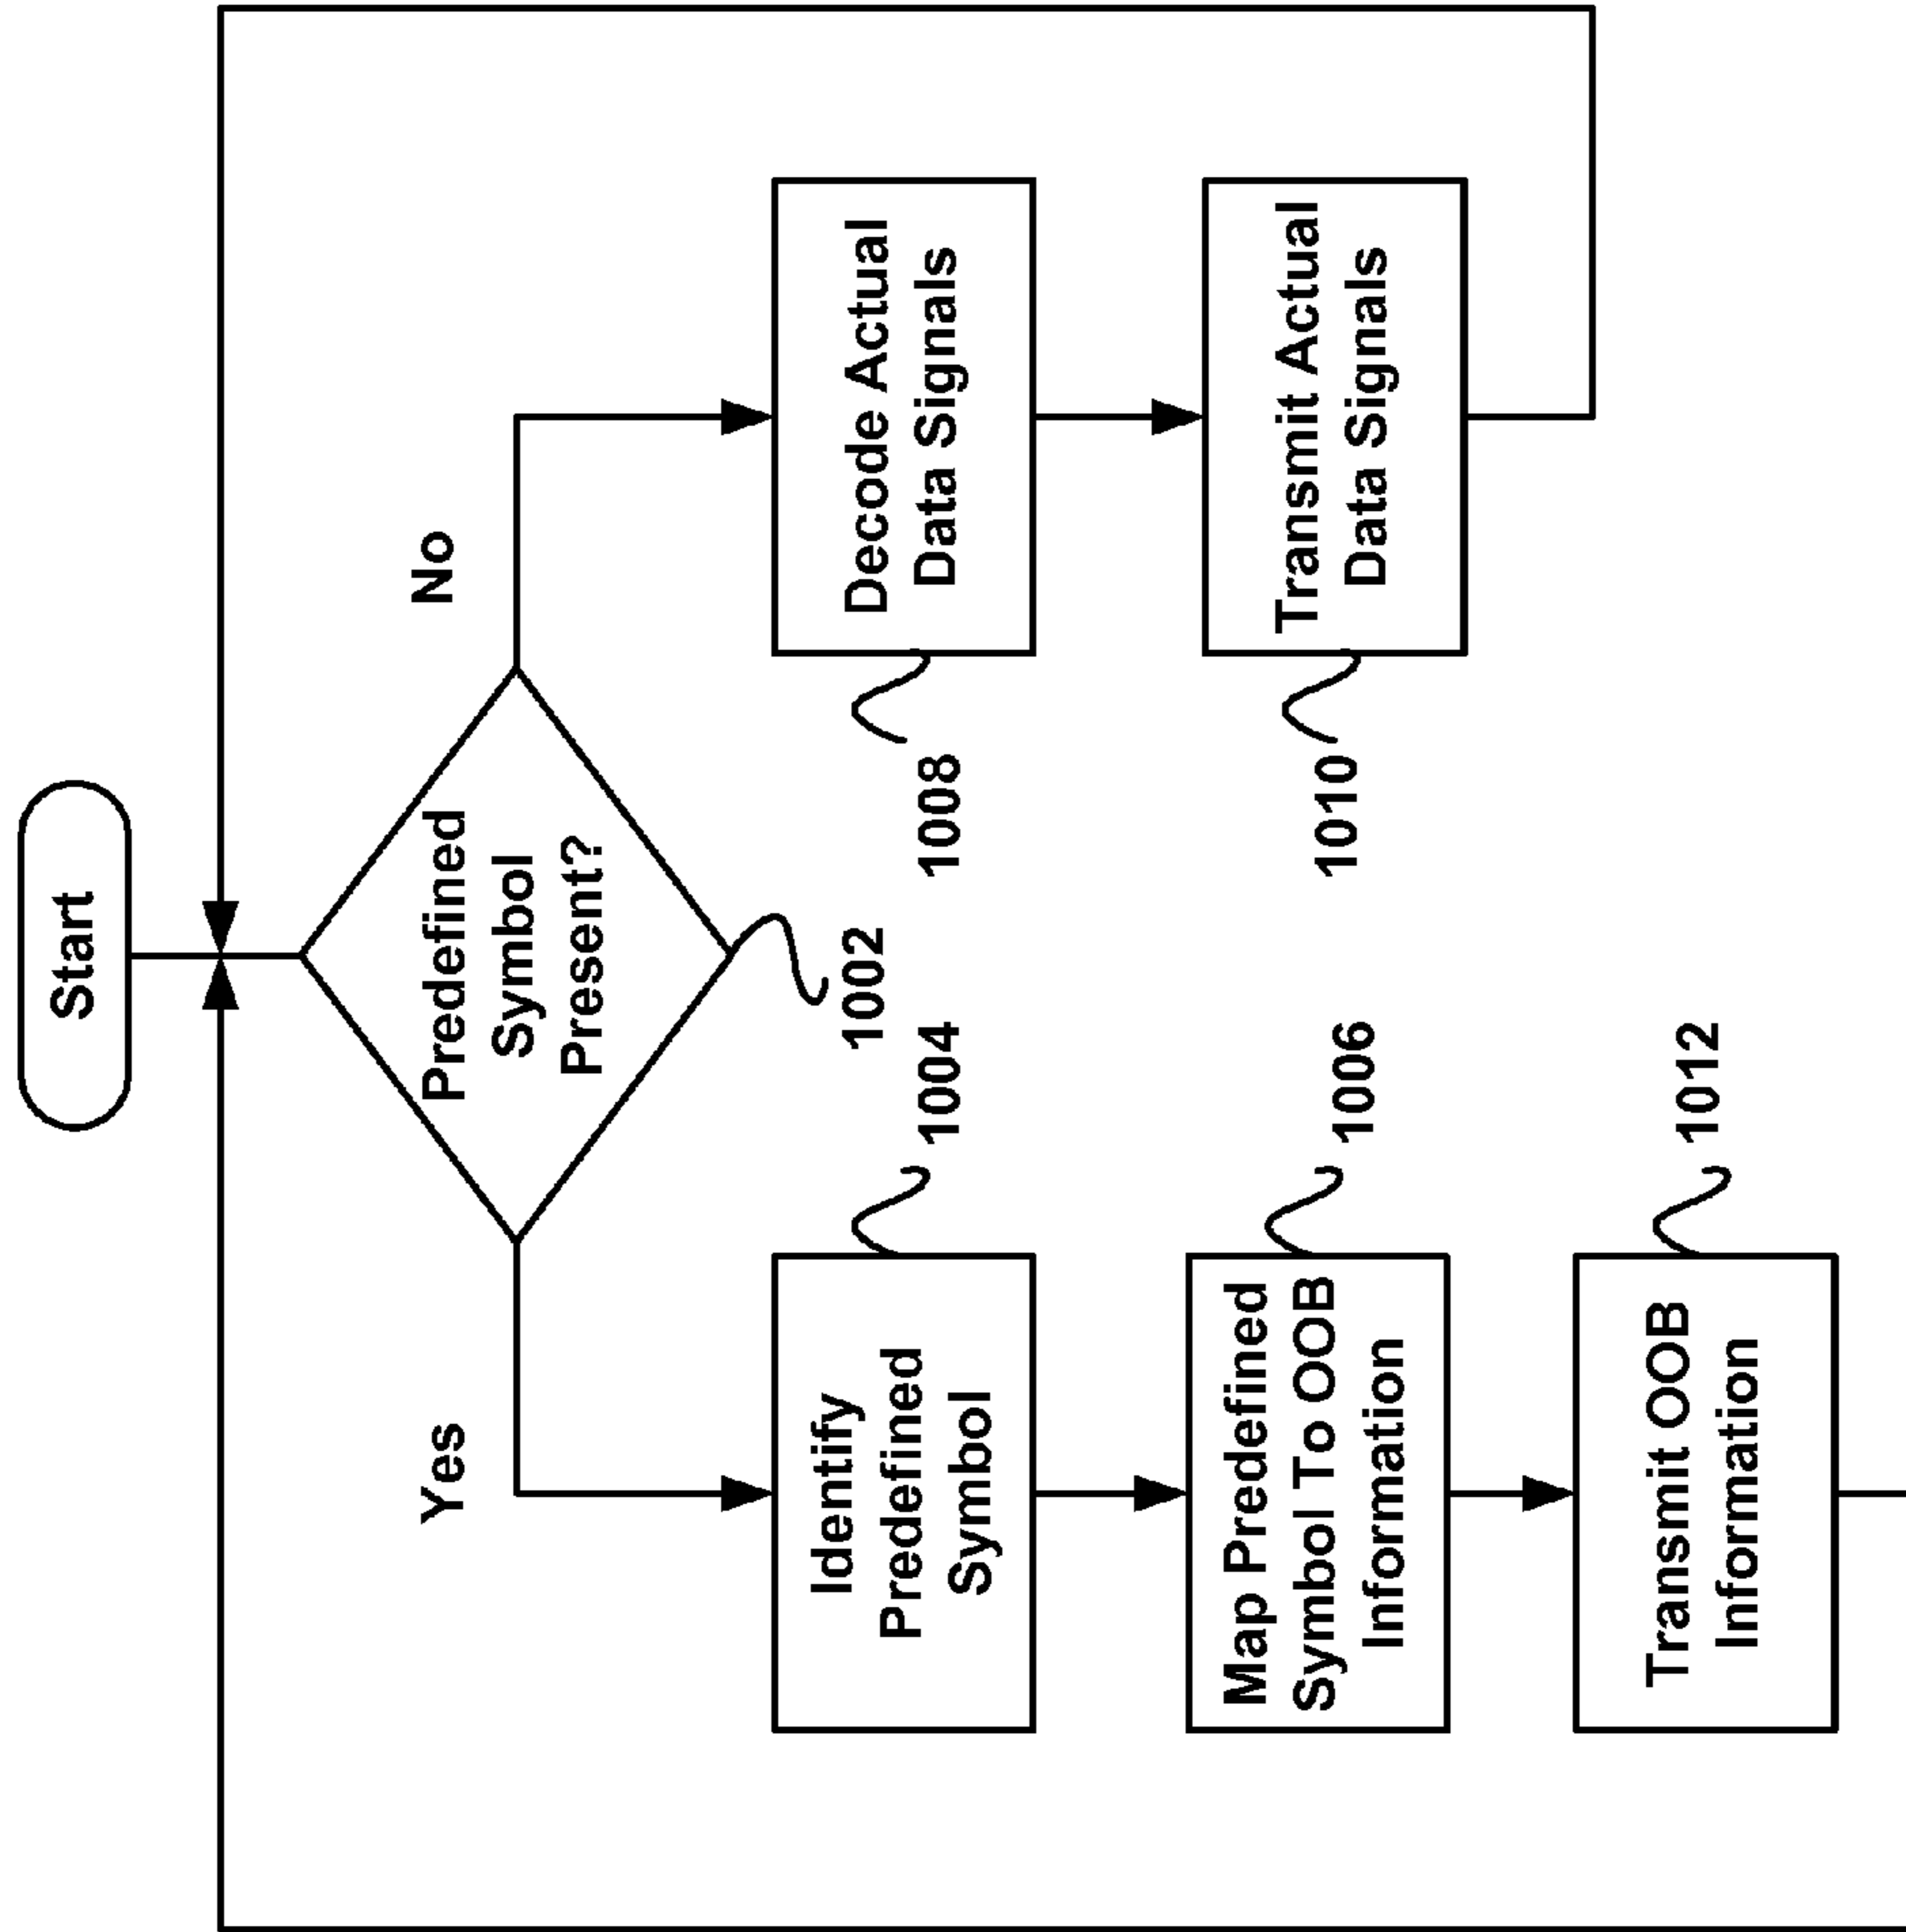 Start
Predefined
Symbol
Present?
1002
Yes
No
Identify
Predefined
Symbol
1004
Map Predefined
Symbol To OOB
Information
1006
Transmit OOB
Information
1012
Decode Actual
Data Signals
1008
Transmit Actual
Data Signals
1010